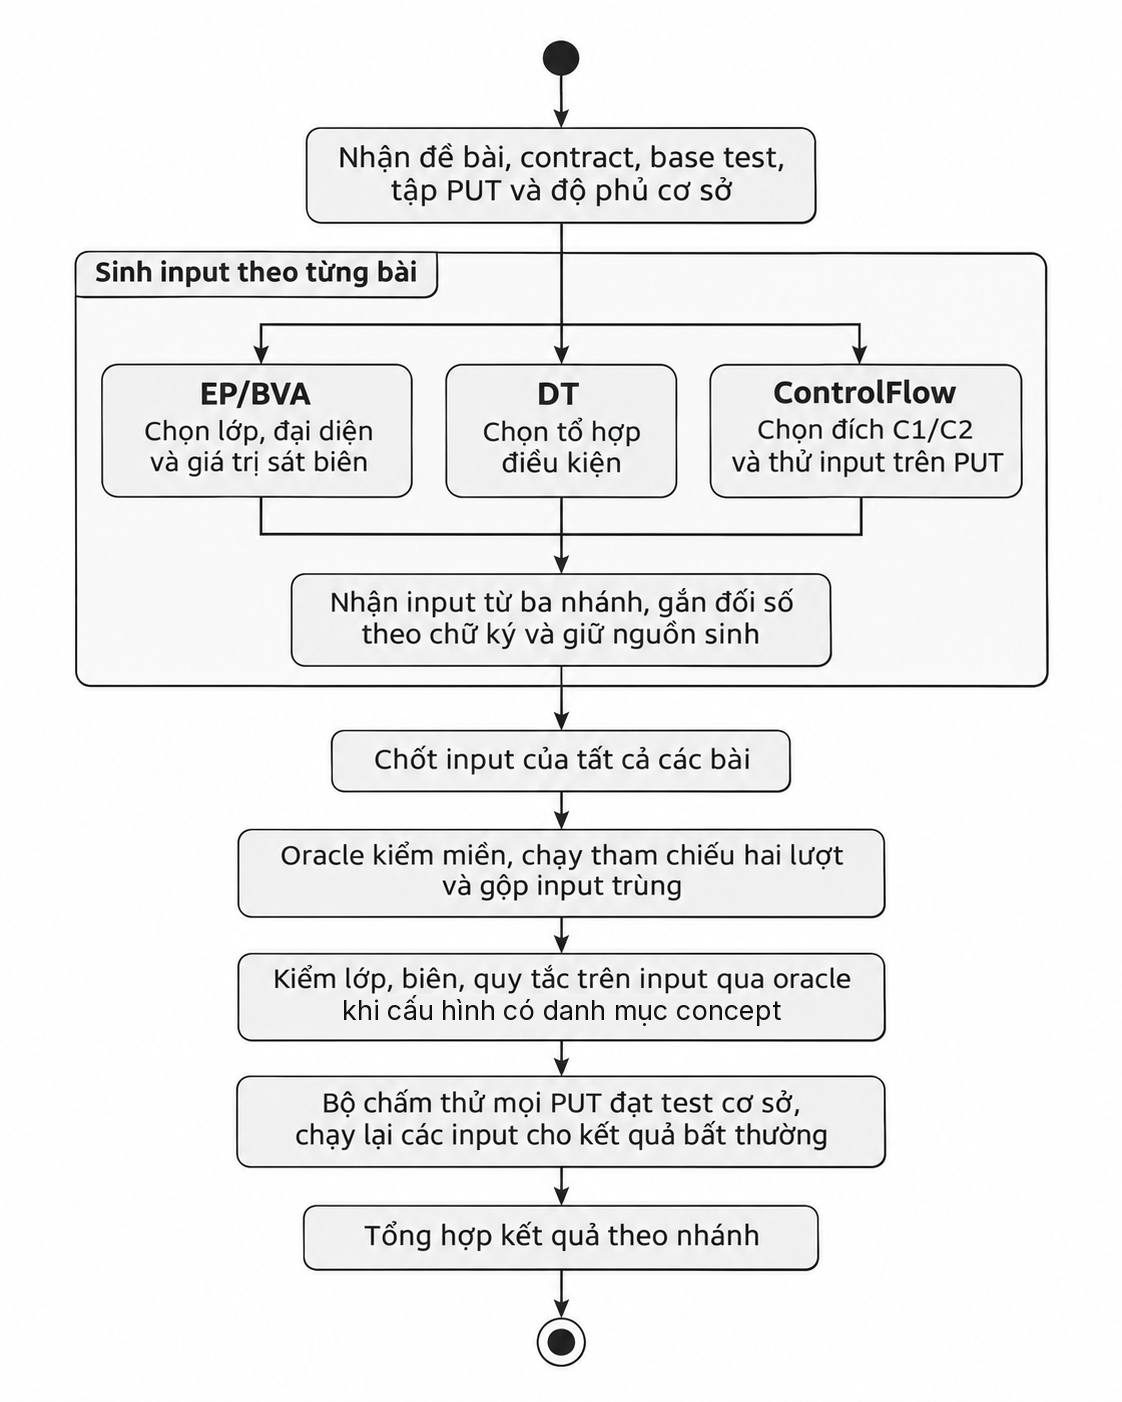 Nhận đề bài, contract, base test,
tập PUT và độ phủ cơ sở
Sinh input theo từng bài
EP/BVA
Chọn lớp, đại diện
và giá trị sát biên
DT
Chọn tổ hợp
điều kiện
ControlFlow
Chọn đích C1/C2
và thử input trên PUT
Nhận input từ ba nhánh, gắn đối số
theo chữ ký và giữ nguồn sinh
Chốt input của tất cả các bài
Oracle kiểm miền, chạy tham chiếu hai lượt
và gộp input trùng
Kiểm lớp, biên, quy tắc trên input qua oracle
khi cấu hình có danh mục concept
Bộ chấm thử mọi PUT đạt test cơ sở,
chạy lại các input cho kết quả bất thường
Tổng hợp kết quả theo nhánh